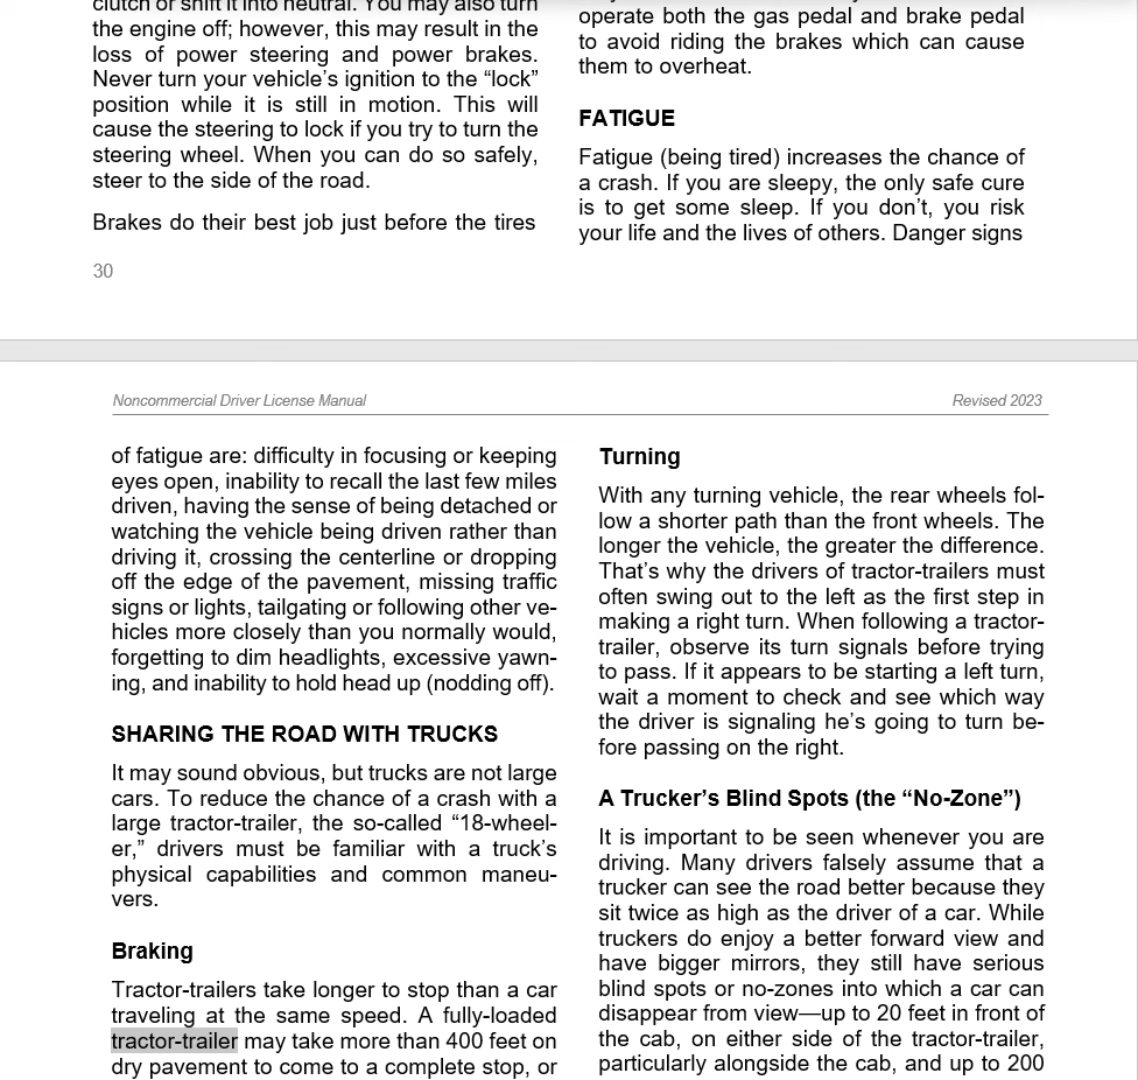 clutch or shift it into neutral. You may also turn
the engine off; however, this may result in the
loss of power steering and power brakes.
Never turn your vehicle’s ignition to the “lock”
position while it is still in motion. This will
cause the steering to lock if you try to turn the
steering wheel. When you can do so safely,
steer to the side of the road.
Brakes do their best job just before the tires
30
operate both the gas pedal and brake pedal
to avoid riding the brakes which can cause
them to overheat.
FATIGUE
Fatigue (being tired) increases the chance of
a crash. If you are sleepy, the only safe cure
is to get some sleep. If you don’t, you risk
your life and the lives of others. Danger signs
Noncommercial Driver License Manual
Revised 2023
of fatigue are: difficulty in focusing or keeping
eyes open, inability to recall the last few miles
driven, having the sense of being detached or
watching the vehicle being driven rather than
driving it, crossing the centerline or dropping
off the edge of the pavement, missing traffic
signs or lights, tailgating or following other ve-
hicles more closely than you normally would,
forgetting to dim headlights, excessive yawn-
ing, and inability to hold head up (nodding off).
SHARING THE ROAD WITH TRUCKS
It may sound obvious, but trucks are not large
cars. To reduce the chance of a crash with a
large tractor-trailer, the so-called “18-wheel-
er,” drivers must be familiar with a truck’s
physical capabilities and common maneu-
vers.
Braking
Tractor-trailers take longer to stop than a car
traveling at the same speed. A fully-loaded
tractor-trailer may take more than 400 feet on
dry pavement to come to a complete stop, or
Turning
With any turning vehicle, the rear wheels fol-
low a shorter path than the front wheels. The
longer the vehicle, the greater the difference.
That’s why the drivers of tractor-trailers must
often swing out to the left as the first step in
making a right turn. When following a tractor-
trailer, observe its turn signals before trying
to pass. If it appears to be starting a left turn,
wait a moment to check and see which way
the driver is signaling he’s going to turn be-
fore passing on the right.
A Trucker’s Blind Spots (the “No-Zone”)
It is important to be seen whenever you are
driving. Many drivers falsely assume that a
trucker can see the road better because they
sit twice as high as the driver of a car. While
truckers do enjoy a better forward view and
have bigger mirrors, they still have serious
blind spots or no-zones into which a car can
disappear from view—up to 20 feet in front of
the cab, on either side of the tractor-trailer,
particularly alongside the cab, and up to 200